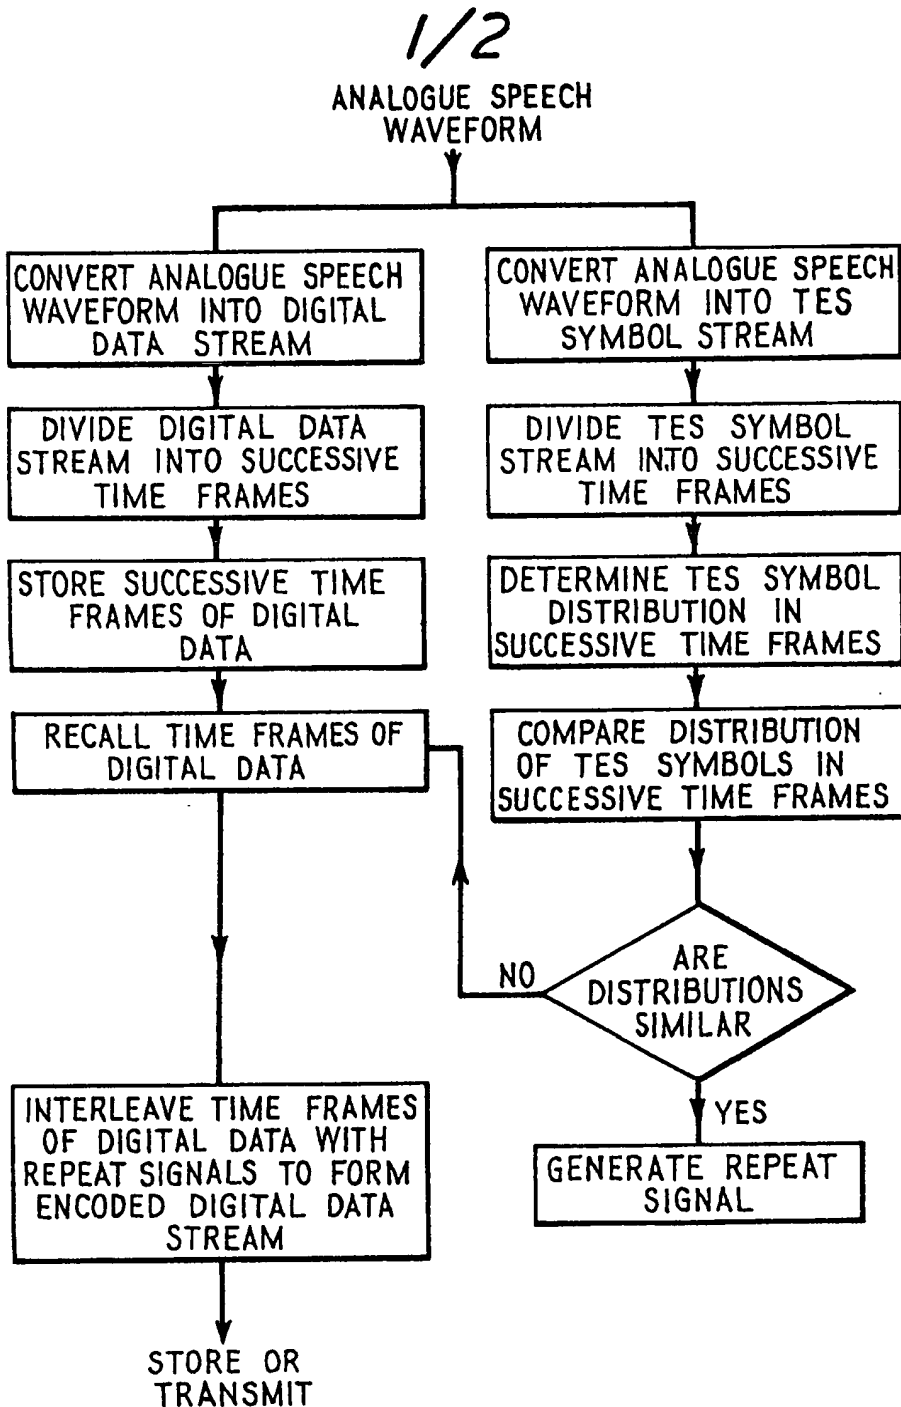 1/2
ANALOGUE SPEECH
WAVEFORM
CONVERT ANALOGUE SPEECH
WAVEFORM INTO DIGITAL
DATA STREAM
DIVIDE DIGITAL DATA
STREAM INTO SUCCESSIVE
TIME FRAMES
STORE SUCCESSIVE TIME
FRAMES OF DIGITAL
DATA
RECALL TIME FRAMES OF
DIGITAL DATA
INTERLEAVE TIME FRAMES
OF DIGITAL DATA WITH
REPEAT SIGNALS TO FORM
ENCODED DIGITAL DATA
STREAM
STORE OR
TRANSMIT
CONVERT ANALOGUE SPEECH
WAVEFORM INTO TES
SYMBOL STREAM
DIVIDE TES SYMBOL
STREAM INTO SUCCESSIVE
TIME FRAMES
DETERMINE TES SYMBOL
DISTRIBUTION IN
SUCCESSIVE TIME FRAMES
COMPARE DISTRIBUTION
OF TES SYMBOLS IN
SUCCESSIVE TIME FRAMES
ARE
DISTRIBUTIONS
SIMILAR
NO
YES
GENERATE REPEAT
SIGNAL